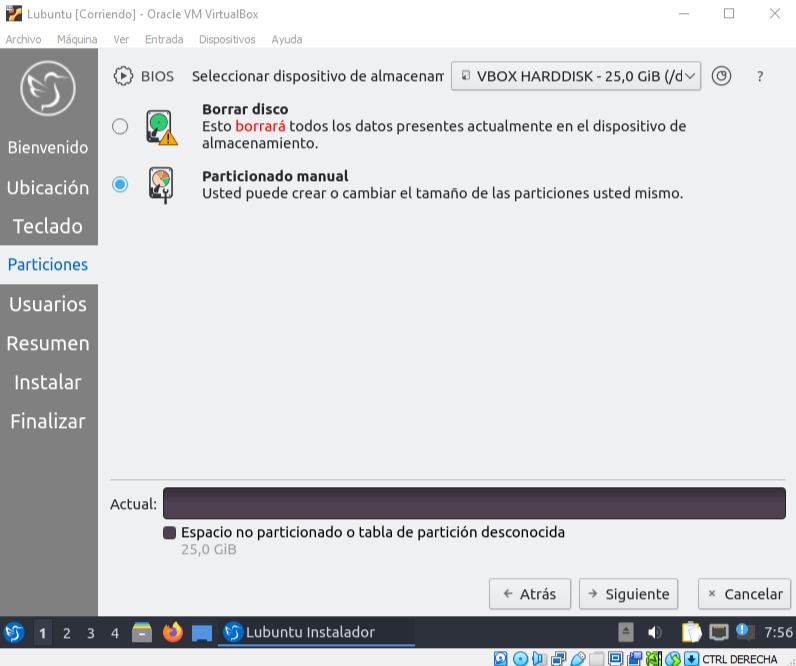 Lubuntu [Corriendo] - Oracle VM VirtualBox
Archivo Máquina Ver Entrada Dispositivos Ayuda
BIOS Seleccionar dispositivo de almacenam VBOX HARDDISK - 25,0 GiB (/d
?
Borrar disco
Esto borrará todos los datos presentes actualmente en el dispositivo de
almacenamiento.
Particionado manual
Usted puede crear o cambiar el tamaño de las particiones usted mismo.
Bienvenido
Ubicación
Teclado
Particiones
Usuarios
Resumen
Instalar
Finalizar
Actual:
Espacio no particionado o tabla de partición desconocida
25,0 GiB
Atrás Siguiente Cancelar
1 2 3 4 Lubuntu Instalador 7:56
CTRL DERECHA